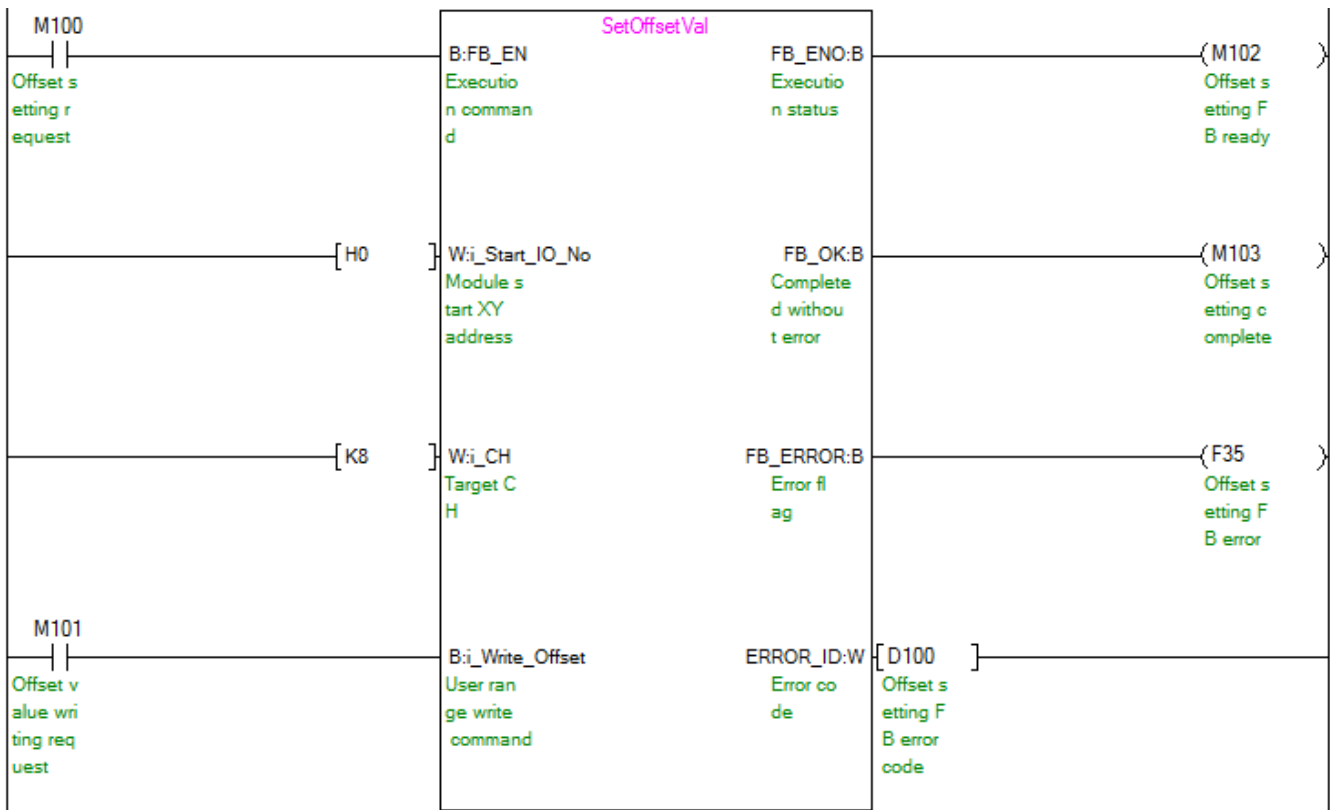 M100
SetOffsetVal
B:FB_EN
FB_ENO:B
M102
Offset s
etting r
equest
Executio
n comman
d
Executio
n status
Offset s
etting F
B ready
H0
W:i_Start_IO_No
FB_OK:B
M103
Module s
tart XY
address
Complete
d withou
t error
Offset s
etting c
omplete
K8
W:i_CH
FB_ERROR:B
F35
Target C
H
Error fl
ag
Offset s
etting F
B error
M101
B:i_Write_Offset
ERROR_ID:W
D100
Offset v
alue wri
ting req
uest
User ran
ge write
command
Error co
de
Offset s
etting F
B error
code